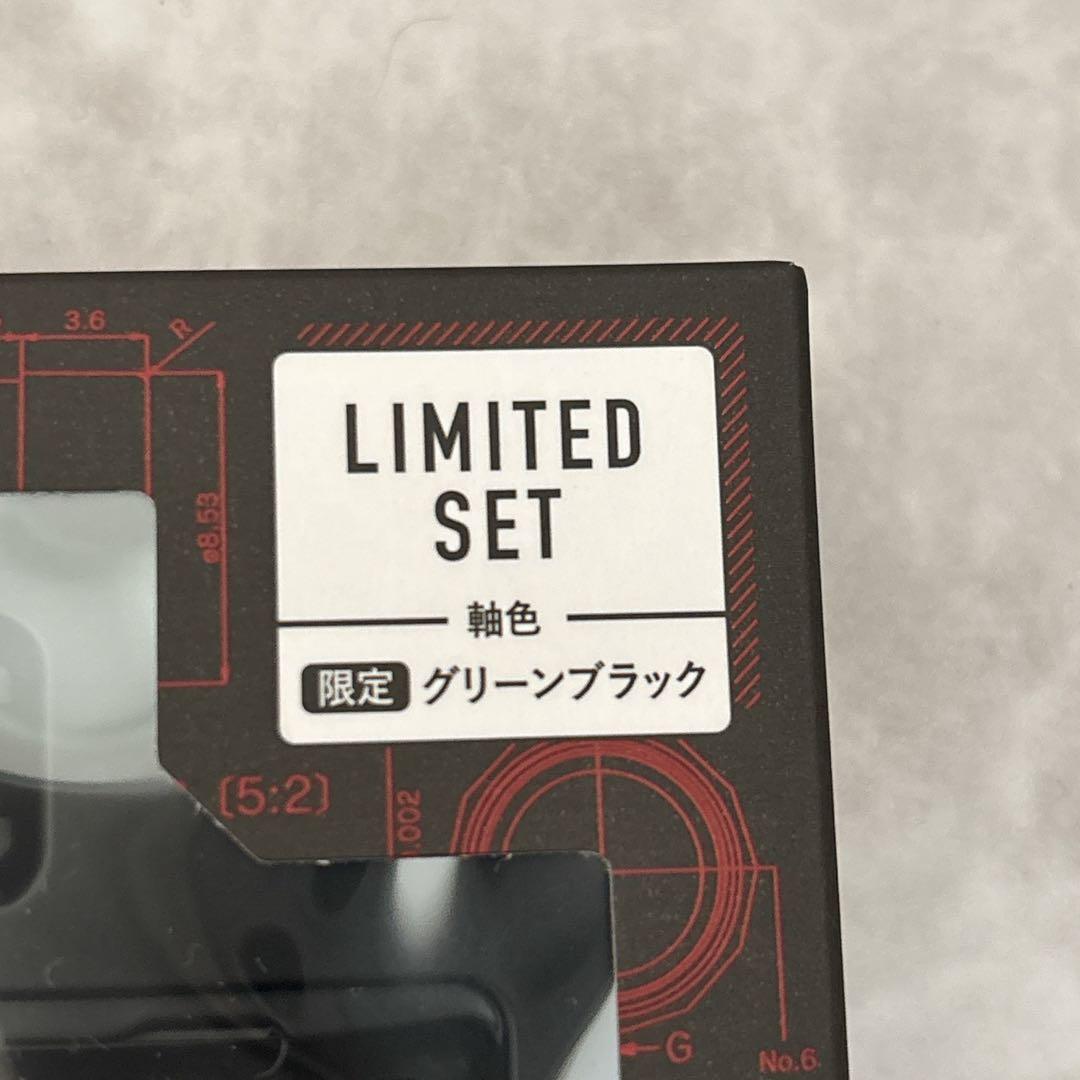 3.6
R
LIMITED
SET
ø8.53
軸色
限定 グリーンブラック
(5:2)
.002
G
No.6